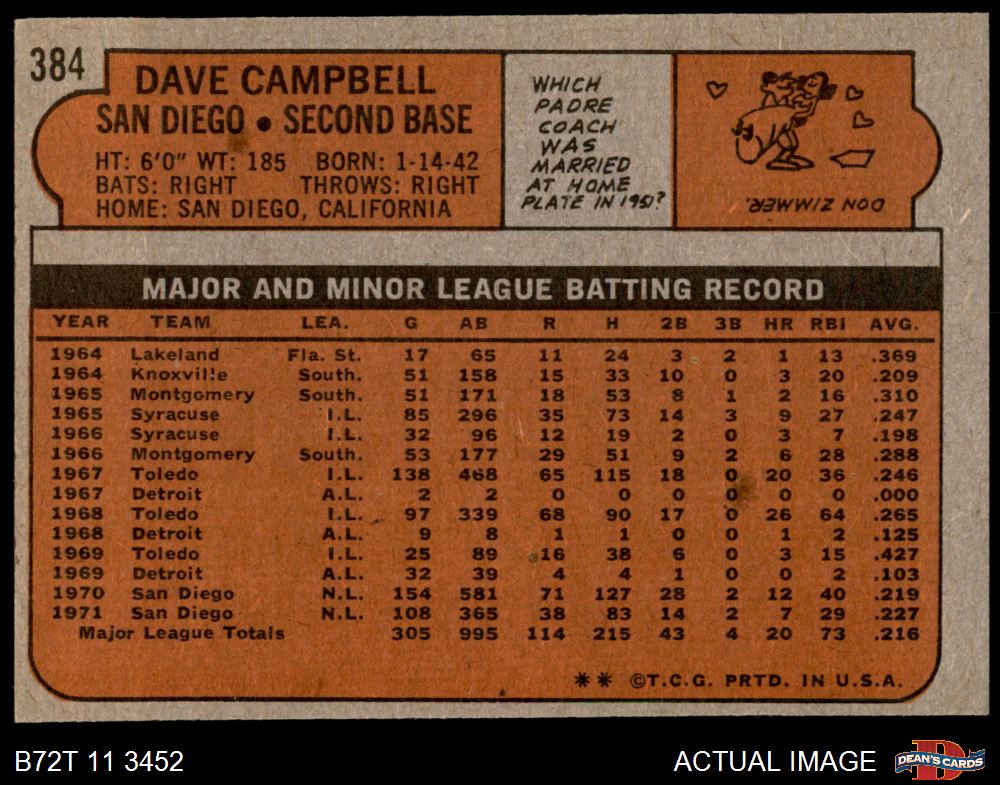 384
DAVE CAMPBELL
SAN DIEGO • SECOND BASE
HT: 6'0" WT: 185 BORN: 1-14-42
BATS: RIGHT THROWS: RIGHT
HOME: SAN DIEGO, CALIFORNIA
WHICH
PADRE
COACH
WAS
MARRIED
AT HOME
PLATE IN 1951?
DON ZIMMER.
MAJOR AND MINOR LEAGUE BATTING RECORD
YEAR TEAM LEA. G AB R H 2B 3B HR RBI AVG.
1964 Lakeland Fla. St. 17 65 11 24 3 2 1 13 .369
1964 Knoxville South. 51 158 15 33 10 0 3 20 .209
1965 Montgomery South. 51 171 18 53 8 1 2 16 .310
1965 Syracuse I.L. 85 296 35 73 14 3 9 27 .247
1966 Syracuse I.L. 32 96 12 19 2 0 3 7 .198
1966 Montgomery South. 53 177 29 51 9 2 6 28 .288
1967 Toledo I.L. 138 468 65 115 18 0 20 36 .246
1967 Detroit A.L. 2 2 0 0 0 0 0 0 .000
1968 Toledo I.L. 97 339 68 90 17 0 26 64 .265
1968 Detroit A.L. 9 8 1 1 0 0 1 2 .125
1969 Toledo I.L. 25 89 16 38 6 0 3 15 .427
1969 Detroit A.L. 32 39 4 4 1 0 0 2 .103
1970 San Diego N.L. 154 581 71 127 28 2 12 40 .219
1971 San Diego N.L. 108 365 38 83 14 2 7 29 .227
Major League Totals 305 995 114 215 43 4 20 73 .216
** ©T.C.G. PRTD. IN U.S.A.
B72T 11 3452
ACTUAL IMAGE
D
DEAN'S CARDS